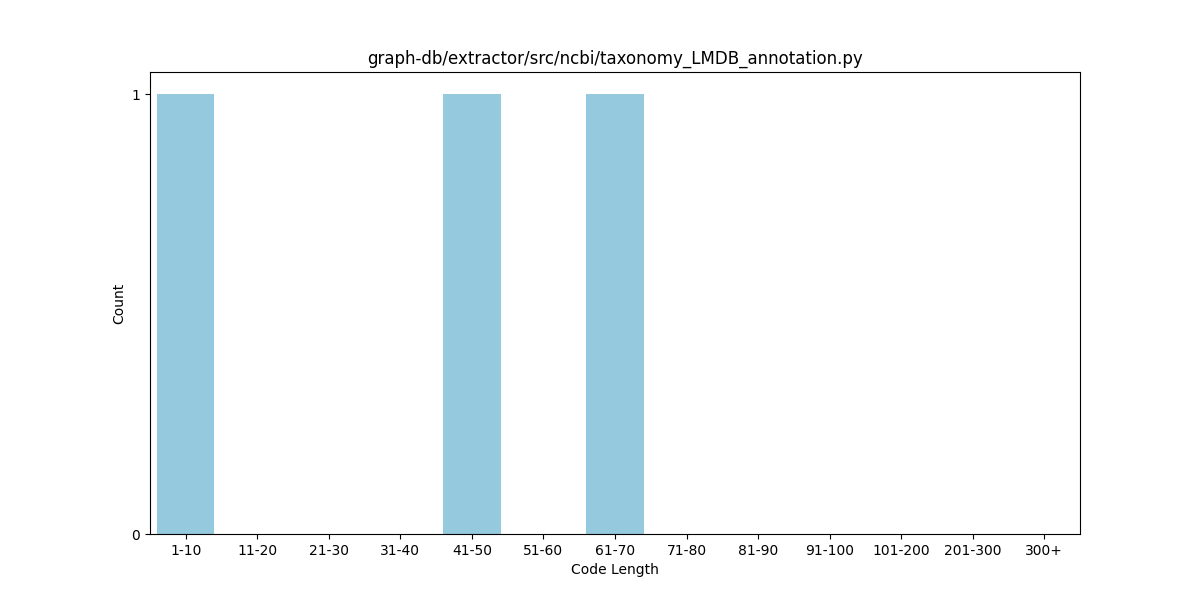 graph-db/extractor/src/ncbi/taxonomy_LMDB_annotation.py
1
Count
0
1-10 11-20 21-30 31-40 41-50 51-60 61-70 71-80 81-90 91-100 101-200 201-300 300+
Code Length